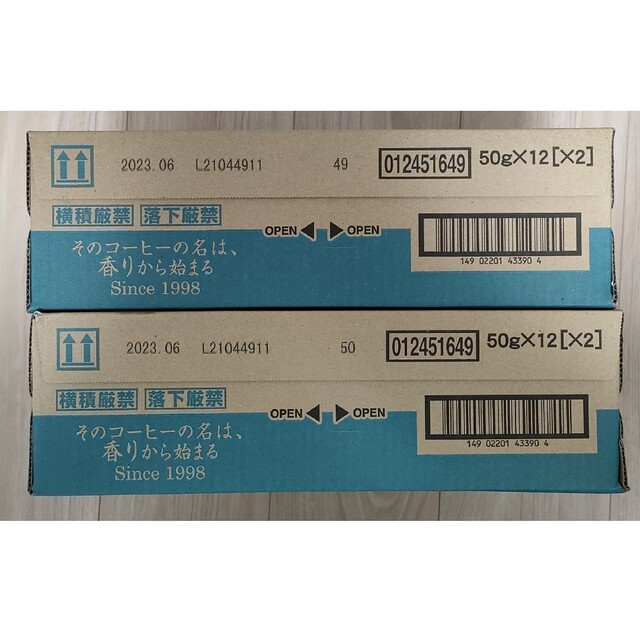 2023.06 L21044911 49 012451649 50g×12[×2]
横積厳禁 落下厳禁 OPEN OPEN
そのコーヒーの名は、
香りから始まる
Since 1998
149 02201 43390 4
2023.06 L21044911 50 012451649 50g×12[×2]
横積厳禁 落下厳禁 OPEN OPEN
そのコーヒーの名は、
香りから始まる
Since 1998
149 02201 43390 4